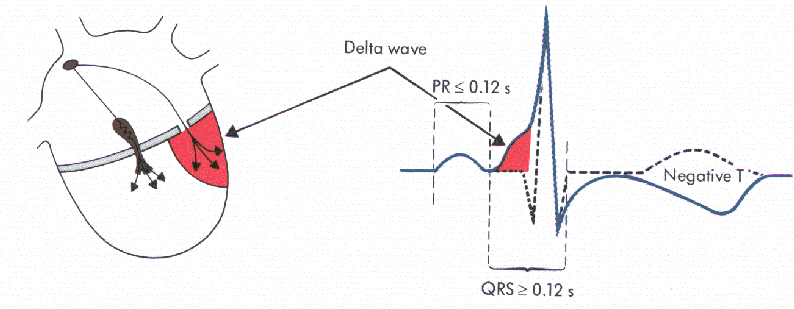 Delta wave
PR ≤ 0.12 s
Negative T
QRS ≥ 0.12 s